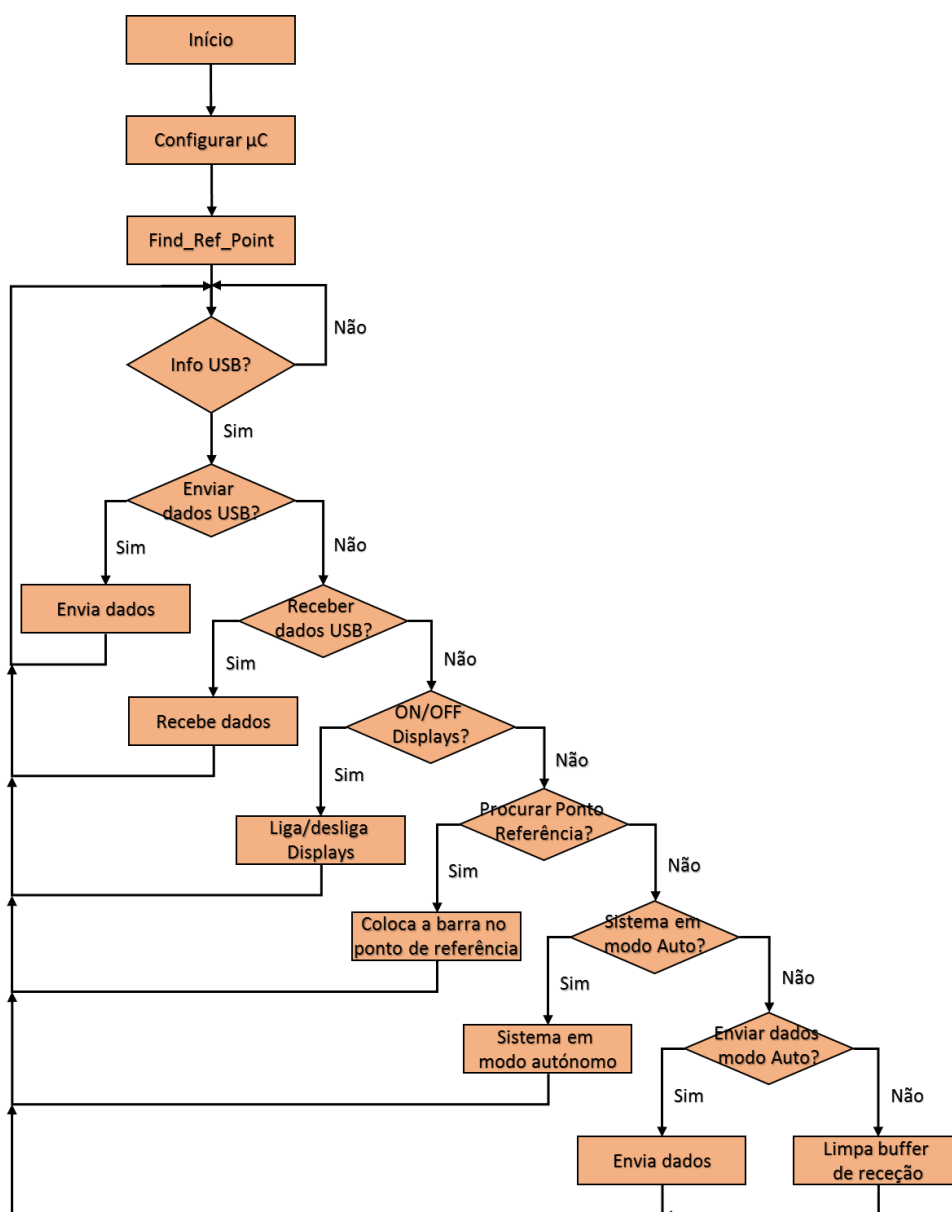 Início
Configurar µC
Find_Ref_Point
Não
Info USB?
Sim
Enviar
dados USB?
Sim
Não
Envia dados
Receber
dados USB?
Sim
Não
Recebe dados
ON/OFF
Displays?
Sim
Não
Liga/desliga
Displays
Procurar Ponto
Referência?
Sim
Não
Coloca a barra no
ponto de referência
Sistema em
modo Auto?
Sim
Não
Sistema em
modo autónomo
Enviar dados
modo Auto?
Sim
Não
Envia dados
Limpa buffer
de receção